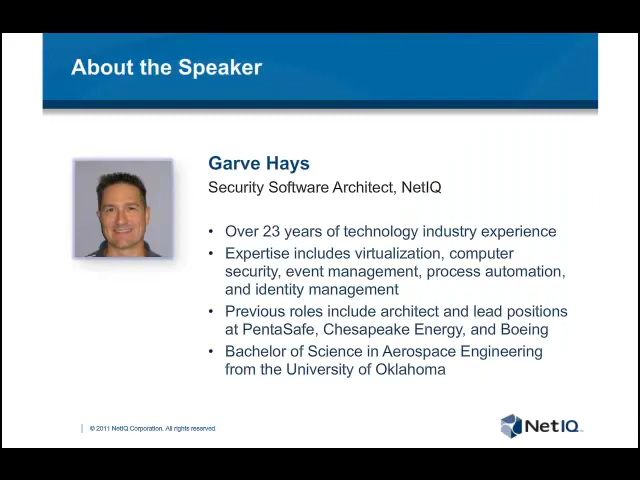 About the Speaker
Garve Hays
Security Software Architect, NetIQ
• Over 23 years of technology industry experience
• Expertise includes virtualization, computer
security, event management, process automation,
and identity management
• Previous roles include architect and lead positions
at PentaSafe, Chesapeake Energy, and Boeing
• Bachelor of Science in Aerospace Engineering
from the University of Oklahoma
© 2011 NetIQ Corporation. All rights reserved.
NetIQ